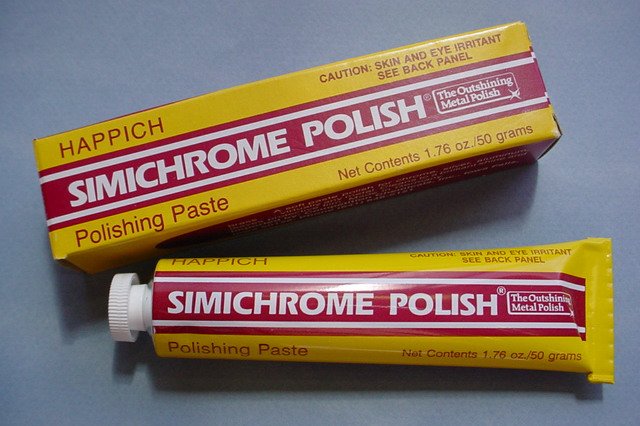 CAUTION: SKIN AND EYE IRRITANT
SEE BACK PANEL
HAPPICH
SIMICHROME POLISH®
The Outshining
Metal Polish
Polishing Paste
Net Contents 1.76 oz./50 grams
HAPPICH
CAUTION: SKIN AND EYE IRRITANT
SEE BACK PANEL
SIMICHROME POLISH®
The Outshining
Metal Polish
Polishing Paste
Net Contents 1.76 oz./50 grams